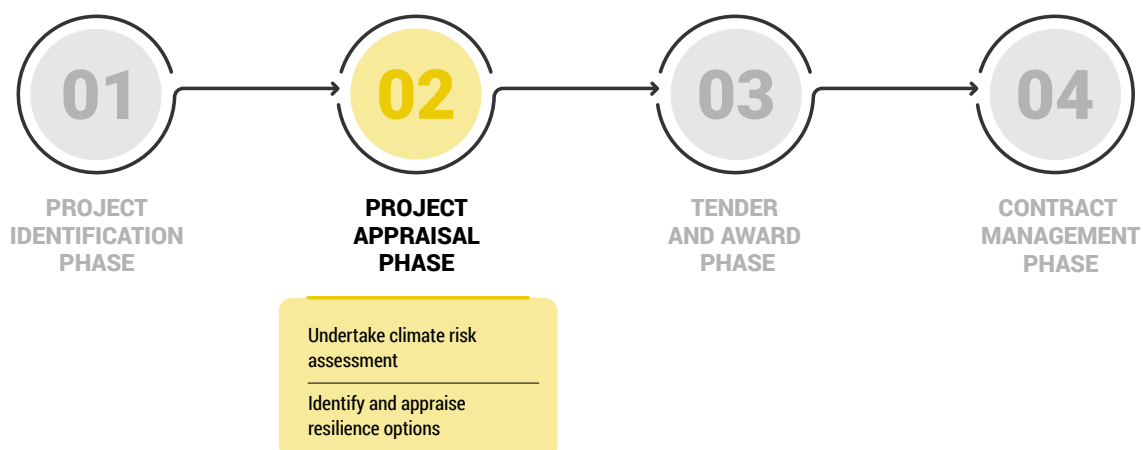 01
02
03
04
PROJECT
IDENTIFICATION
PHASE
PROJECT
APPRAISAL
PHASE
TENDER
AND AWARD
PHASE
CONTRACT
MANAGEMENT
PHASE
Undertake climate risk
assessment
Identify and appraise
resilience options